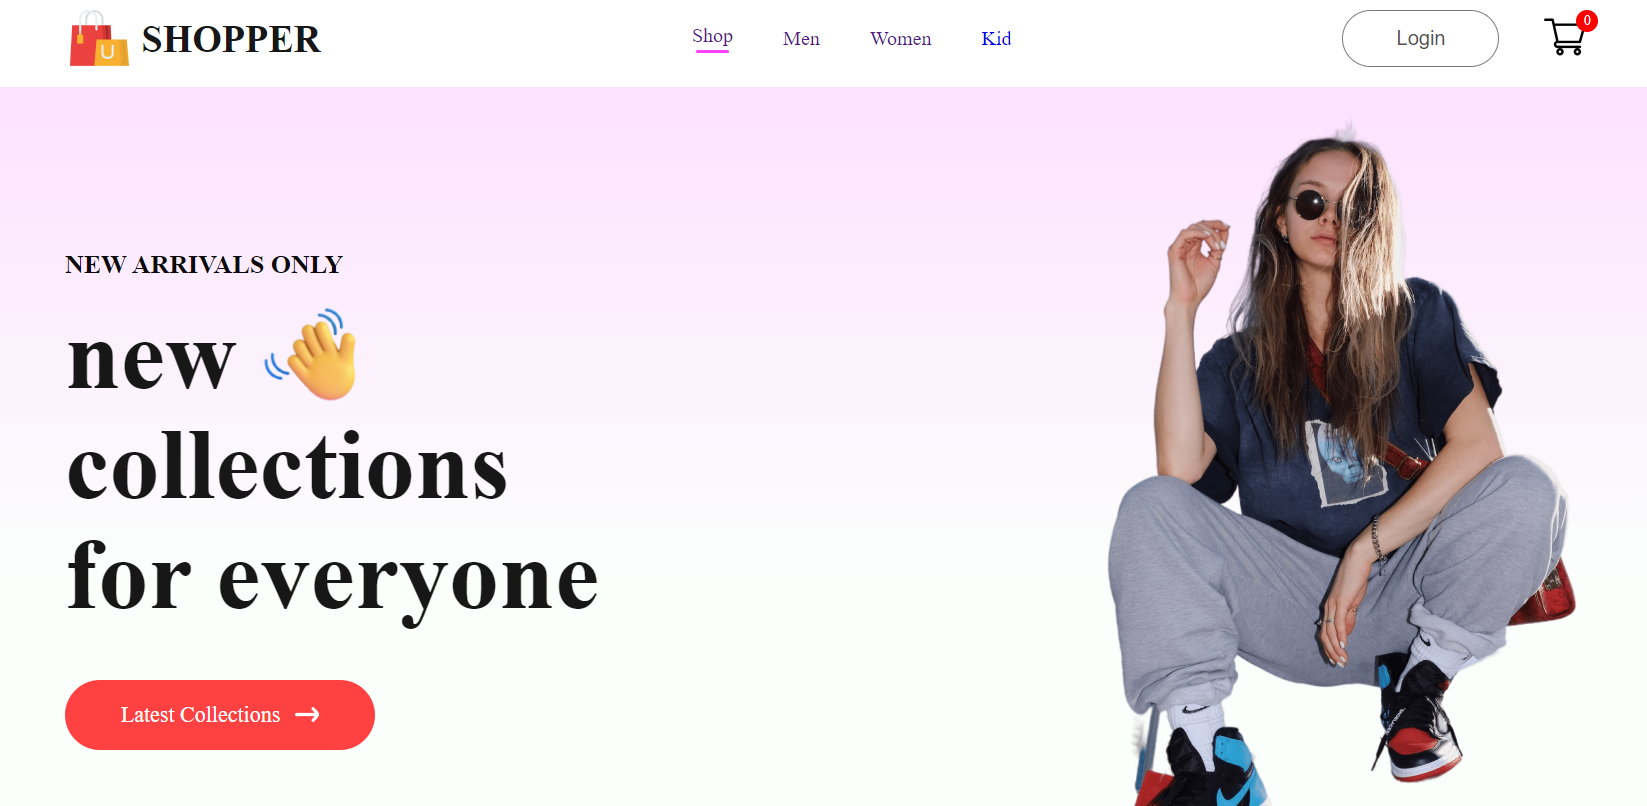 SHOPPER
Shop
Men
Women
Kid
Login
0
NEW ARRIVALS ONLY
new
collections
for everyone
Latest Collections